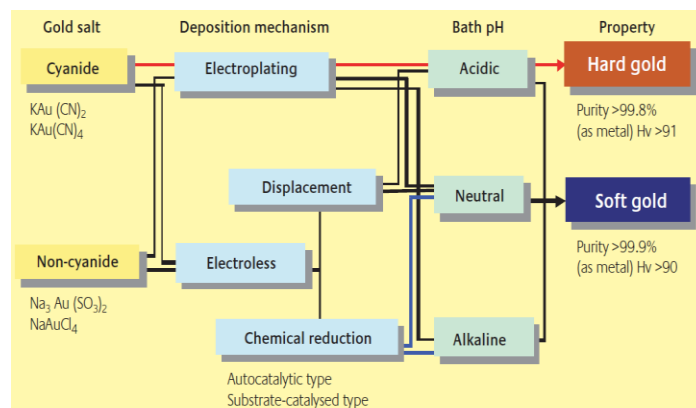 Gold salt Deposition mechanism Bath pH Property
Cyanide Electroplating Acidic Hard gold
KAu (CN)₂
KAu(CN)₄
Purity >99.8%
(as metal) Hv >91
Displacement Neutral Soft gold
Non-cyanide Electroless
Purity >99.9%
(as metal) Hv >90
Na₃ Au (SO₃)₂
NaAuCl₄
Chemical reduction Alkaline
Autocatalytic type
Substrate-catalysed type